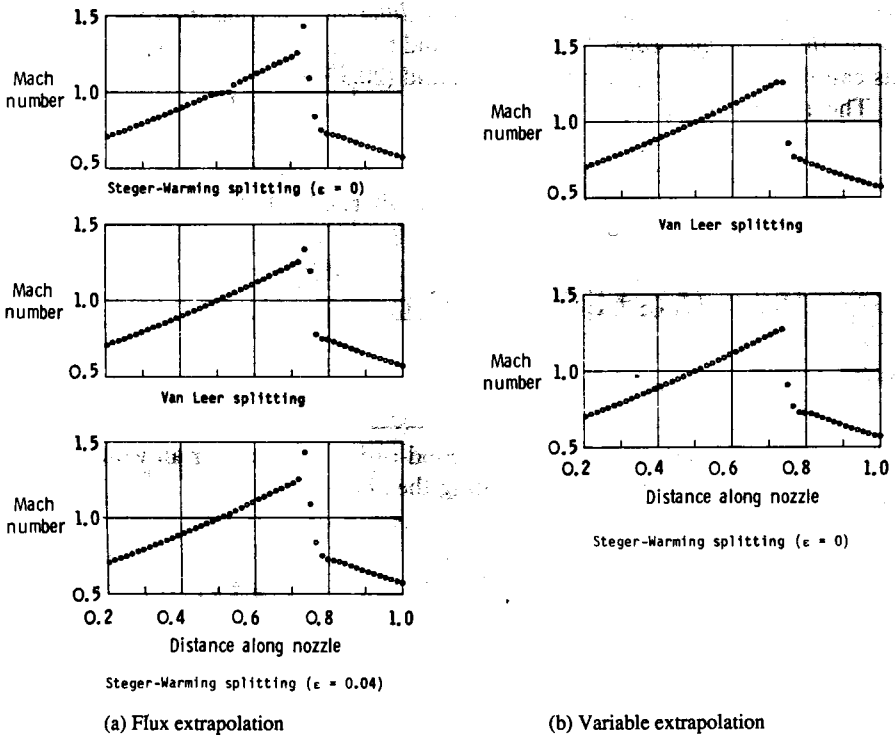 1.5
Mach
number
1.0
0.5
Steger-Warming splitting (ε = 0)
1.5
Mach
number
1.0
0.5
Van Leer splitting
1.5
Mach
number
1.0
0.5
0.2 0.4 0.6 0.8 1.0
Distance along nozzle
Steger-Warming splitting (ε = 0.04)
(a) Flux extrapolation
1.5
Mach
number
1.0
0.5
Van Leer splitting
1.5
Mach
number
1.0
0.5
0.2 0.4 0.6 0.8 1.0
Distance along nozzle
Steger-Warming splitting (ε = 0)
(b) Variable extrapolation